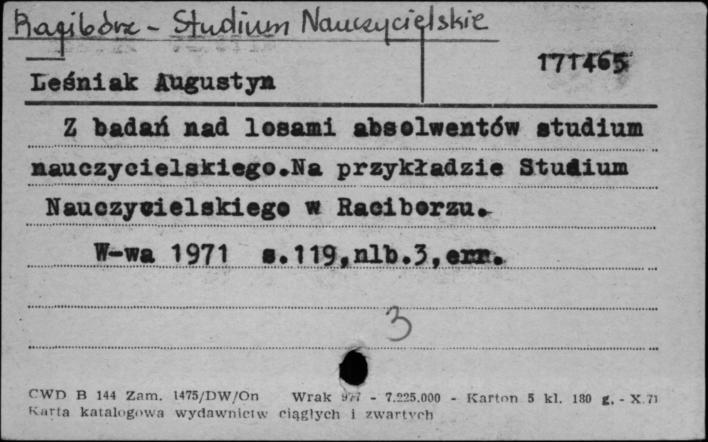 Racibórz - Studium Nauczycielskie
171465
Leśniak Augustyn
Z badań nad losami absolwentów studium
nauczycielskiego.Na przykładzie Studium
Nauczycielskiego w Raciborzu.
W-wa 1971 s.119,nlb.3,err.
3
CWD B 144 Zam. 1475/DW/On Wrak 977 - 7.225.000 - Karton 5 kl. 180 g. - X.71
Karta katalogowa wydawnictw ciągłych i zwartych